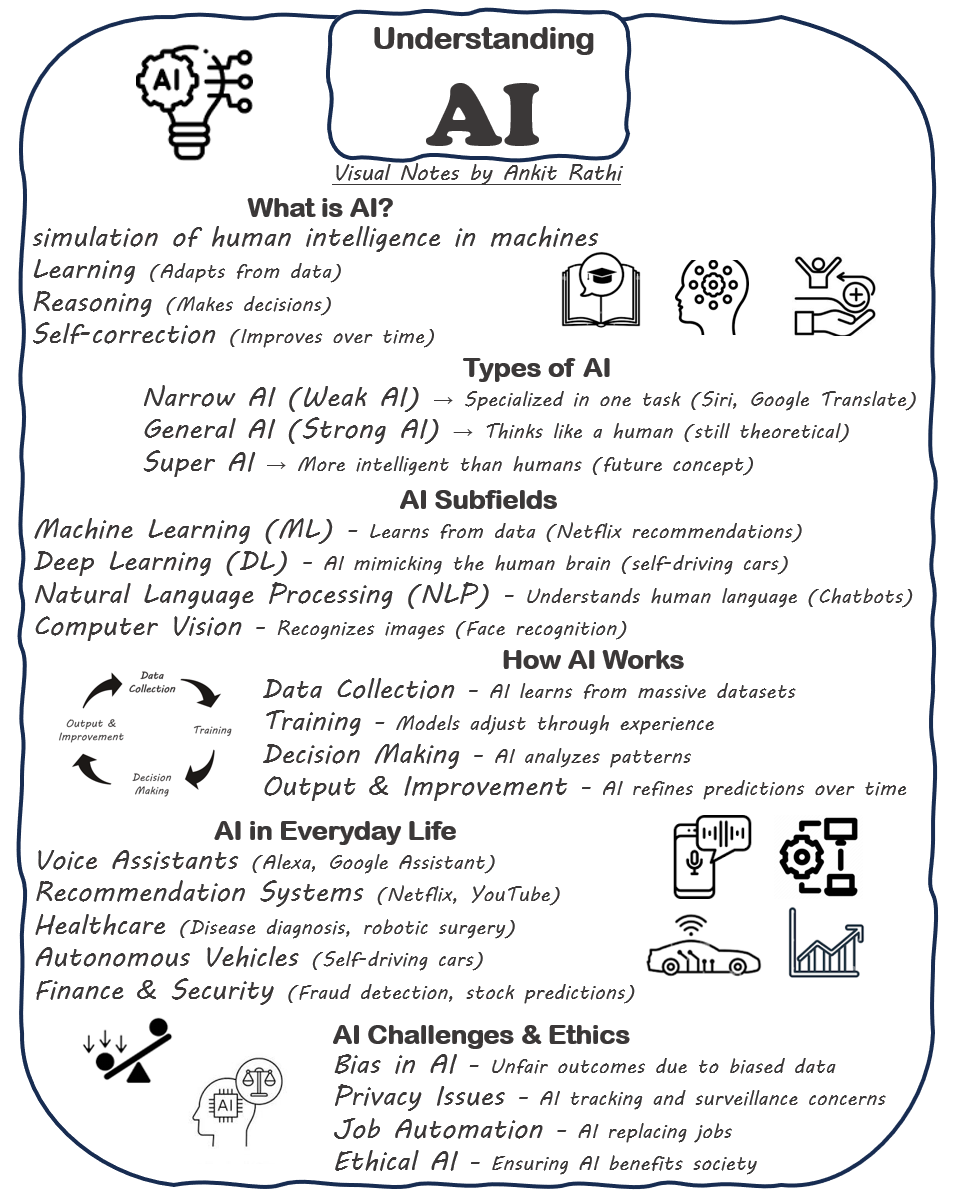 Understanding
AI
AI
Visual Notes by Ankit Rathi
What is AI?
simulation of human intelligence in machines
Learning (Adapts from data)
Reasoning (Makes decisions)
Self-correction (Improves over time)
Types of AI
Narrow AI (Weak AI) → Specialized in one task (Siri, Google Translate)
General AI (Strong AI) → Thinks like a human (still theoretical)
Super AI → More intelligent than humans (future concept)
AI Subfields
Machine Learning (ML) - Learns from data (Netflix recommendations)
Deep Learning (DL) - AI mimicking the human brain (self-driving cars)
Natural Language Processing (NLP) - Understands human language (Chatbots)
Computer Vision - Recognizes images (Face recognition)
How AI Works
Data
Collection
Training
Decision
Making
Output &
Improvement
Data Collection - AI learns from massive datasets
Training - Models adjust through experience
Decision Making - AI analyzes patterns
Output & Improvement - AI refines predictions over time
AI in Everyday Life
Voice Assistants (Alexa, Google Assistant)
Recommendation Systems (Netflix, YouTube)
Healthcare (Disease diagnosis, robotic surgery)
Autonomous Vehicles (Self-driving cars)
Finance & Security (Fraud detection, stock predictions)
AI Challenges & Ethics
AI
Bias in AI - Unfair outcomes due to biased data
Privacy Issues - AI tracking and surveillance concerns
Job Automation - AI replacing jobs
Ethical AI - Ensuring AI benefits society